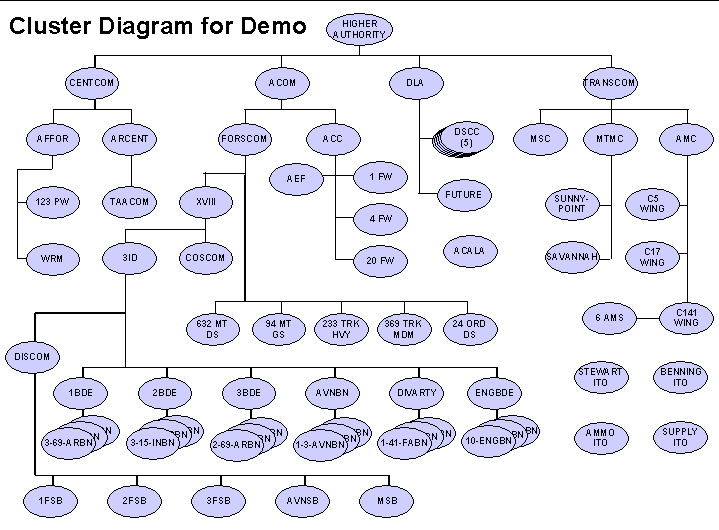 Cluster Diagram for Demo
HIGHER
AUTHORITY
CENTCOM
ACOM
DLA
TRANSCOM
AFFOR
ARCENT
FORSCOM
ACC
DSCC
(5)
MSC
MTMC
AMC
AEF
1 FW
123 PW
TAACOM
XVIII
FUTURE
SUNNY-
POINT
C5
WING
4 FW
WRM
3ID
COSCOM
20 FW
ACALA
SAVANNAH
C17
WING
632 MT
DS
94 MT
GS
233 TRK
HVY
369 TRK
MDM
24 ORD
DS
6 AMS
C141
WING
DISCOM
STEWART
ITO
BENNING
ITO
1BDE
2BDE
3BDE
AVNBN
DIVARTY
ENGBDE
3-69-ARBN
3-15-INBN
2-69-ARBN
1-3-AVNBN
1-41-FABN
10-ENGBN
AMMO
ITO
SUPPLY
ITO
1FSB
2FSB
3FSB
AVNSB
MSB